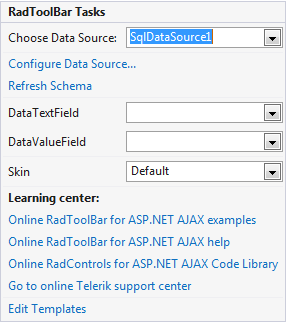 RadToolBar Tasks
Choose Data Source: SqlDataSource1
Configure Data Source...
Refresh Schema
DataTextField
DataValueField
Skin Default
Learning center:
Online RadToolBar for ASP.NET AJAX examples
Online RadToolBar for ASP.NET AJAX help
Online RadControls for ASP.NET AJAX Code Library
Go to online Telerik support center
Edit Templates